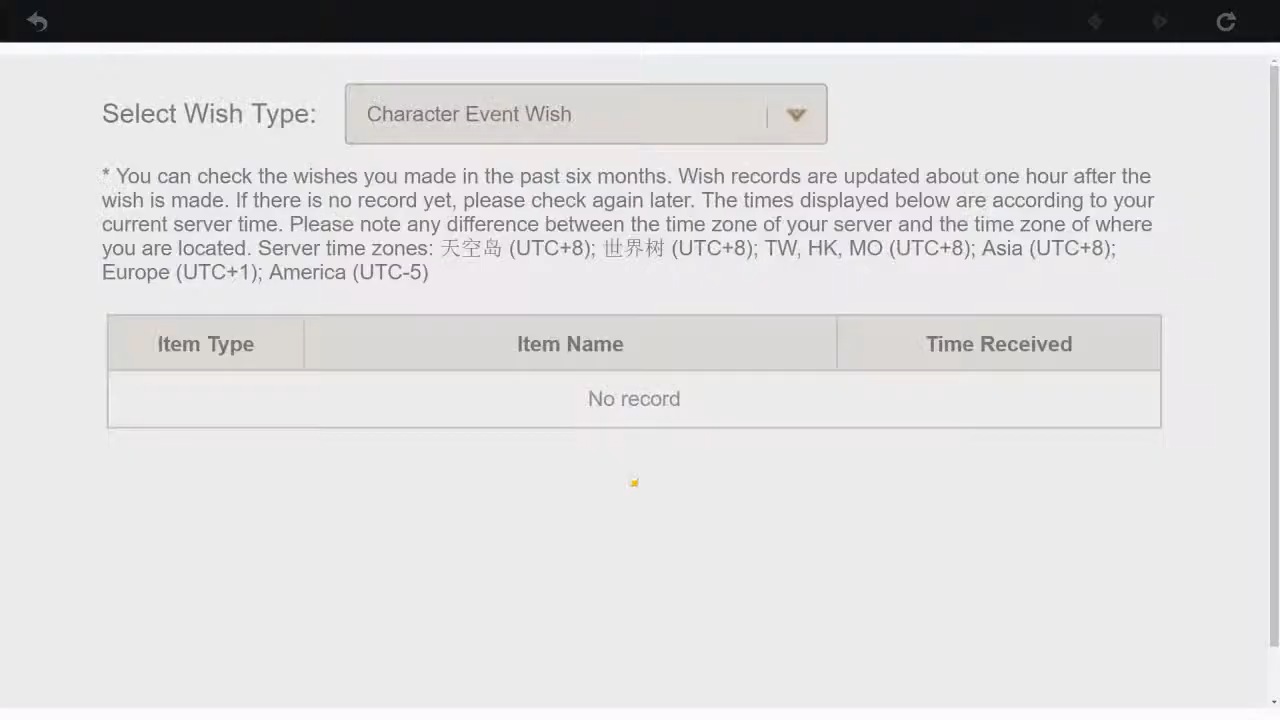 Select Wish Type:
Character Event Wish
* You can check the wishes you made in the past six months. Wish records are updated about one hour after the
wish is made. If there is no record yet, please check again later. The times displayed below are according to your
current server time. Please note any difference between the time zone of your server and the time zone of where
you are located. Server time zones: 天空岛 (UTC+8); 世界树 (UTC+8); TW, HK, MO (UTC+8); Asia (UTC+8);
Europe (UTC+1); America (UTC-5)
Item Type
Item Name
Time Received
No record